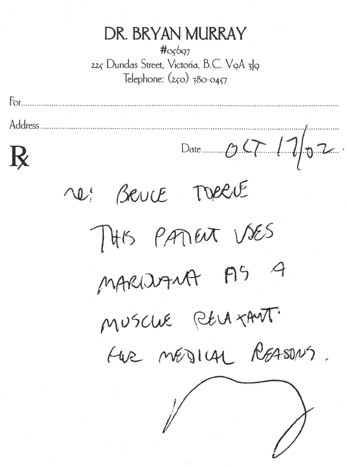 DR. BRYAN MURRAY
#05697
225 Dundas Street, Victoria, B.C. V9A 3J9
Telephone: (250) 380-0457
For
Address
Rx
Date OCT 17/02
re: BRUCE TORRIE
THIS PATIENT USES
MARIJUANA AS A
MUSCLE RELAXANT.
FOR MEDICAL REASONS.